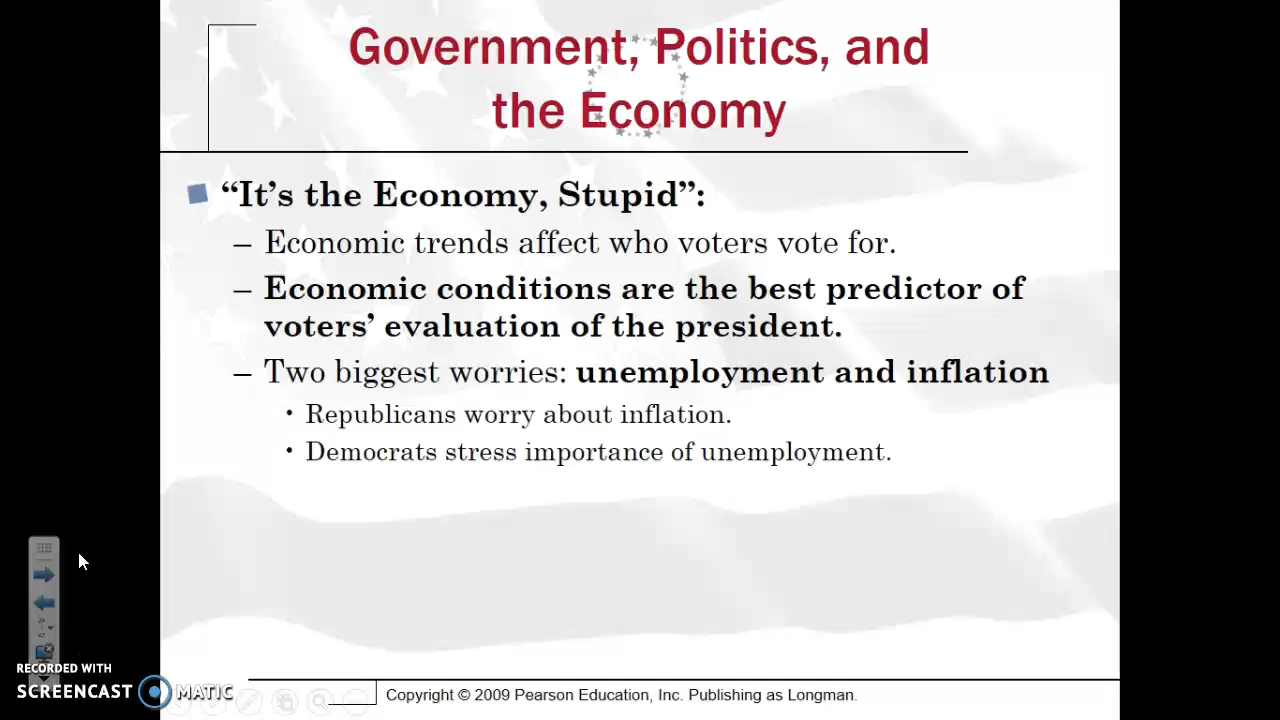 Government, Politics, and
the Economy
“It’s the Economy, Stupid”:
– Economic trends affect who voters vote for.
– Economic conditions are the best predictor of
voters’ evaluation of the president.
– Two biggest worries: unemployment and inflation
• Republicans worry about inflation.
• Democrats stress importance of unemployment.
RECORDED WITH
SCREENCAST MATIC
Copyright © 2009 Pearson Education, Inc. Publishing as Longman.